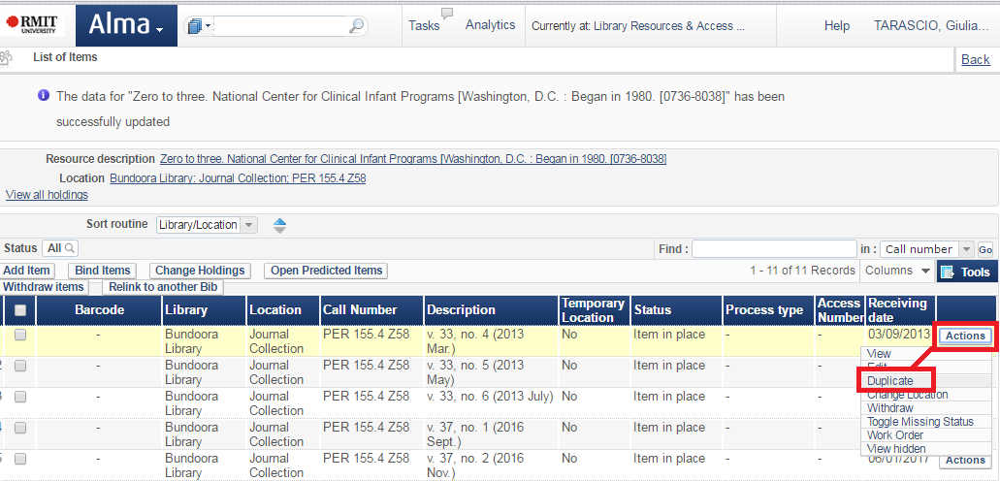 RMIT UNIVERSITY Alma Tasks Analytics Currently at: Library Resources & Access ... Help TARASCIO, Giulia...
List of Items Back
The data for "Zero to three. National Center for Clinical Infant Programs [Washington, D.C. : Began in 1980. [0736-8038]" has been
successfully updated
Resource description Zero to three. National Center for Clinical Infant Programs [Washington, D.C. : Began in 1980. [0736-8038]
Location Bundoora Library: Journal Collection; PER 155.4 Z58
View all holdings
Sort routine Library/Location
Status All Find : in : Call number Go
Add Item Bind Items Change Holdings Open Predicted Items 1 - 11 of 11 Records Columns Tools
Withdraw items Relink to another Bib
Barcode Library Location Call Number Description Temporary Location Status Process type Access Number Receiving date
- Bundoora Library Journal Collection PER 155.4 Z58 v. 33, no. 4 (2013 Mar.) No Item in place - - 03/09/2013 Actions
2 - Bundoora Library Journal Collection PER 155.4 Z58 v. 33, no. 5 (2013 May) No Item in place - -
3 - Bundoora Library Journal Collection PER 155.4 Z58 v. 33, no. 6 (2013 July) No Item in place - -
4 - Bundoora Library Journal Collection PER 155.4 Z58 v. 37, no. 1 (2016 Sept.) No Item in place - -
5 - Bundoora Library Journal Collection PER 155.4 Z58 v. 37, no. 2 (2016 Nov.) No Item in place - - 06/01/2017 Actions
View
Edit
Duplicate
Change Location
Withdraw
Toggle Missing Status
Work Order
View hidden